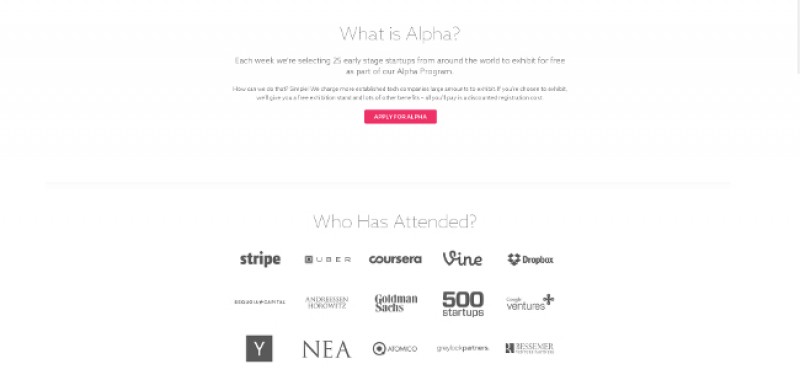 What is Alpha?
Each week we're selecting 25 early stage startups from around the world to exhibit for free
as part of our Alpha Program.
How can we do that? Simple! We charge more established tech companies large amounts to exhibit. If you're chosen to exhibit,
we'll give you a free exhibition stand and lots of other benefits – all you'll pay is a discounted registration cost.
APPLY FOR ALPHA
Who Has Attended?
stripe UBER coursera Vine Dropbox
SEQUOIA CAPITAL ANDREESSEN HOROWITZ Goldman Sachs 500 startups Google ventures
Y NEA ATOMICO greylockpartners. BESSEMER